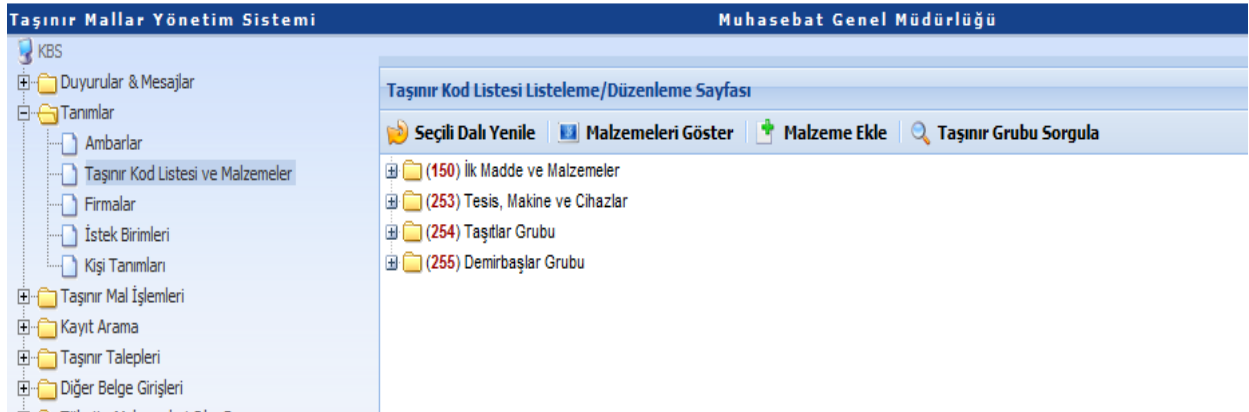 Taşınır Mallar Yönetim Sistemi
Muhasebat Genel Müdürlüğü
KBS
Duyurular & Mesajlar
Tanımlar
Ambarlar
Taşınır Kod Listesi ve Malzemeler
Firmalar
İstek Birimleri
Kişi Tanımları
Taşınır Mal İşlemleri
Kayıt Arama
Taşınır Talepleri
Diğer Belge Girişleri
Taşınır Kod Listesi Listeleme/Düzenleme Sayfası
Seçili Dalı Yenile Malzemeleri Göster Malzeme Ekle Taşınır Grubu Sorgula
(150) İlk Madde ve Malzemeler
(253) Tesis, Makine ve Cihazlar
(254) Taşıtlar Grubu
(255) Demirbaşlar Grubu